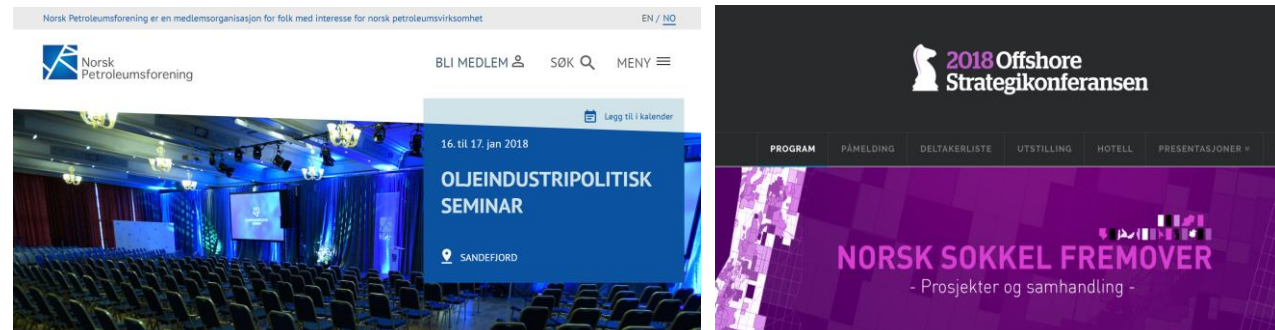 Norsk Petroleumsforening er en medlemsorganisasjon for folk med interesse for norsk petroleumsvirksomhet
EN / NO
Norsk
Petroleumsforening
BLI MEDLEM
SØK
MENY
Legg til i kalender
16. til 17. jan 2018
OLJEINDUSTRIPOLITISK
SEMINAR
SANDEFJORD
2018 Offshore
Strategikonferansen
PROGRAM PÅMELDING DELTAKERLISTE UTSTILLING HOTELL PRESENTASJONER
NORSK SOKKEL FREMOVER
- Prosjekter og samhandling -